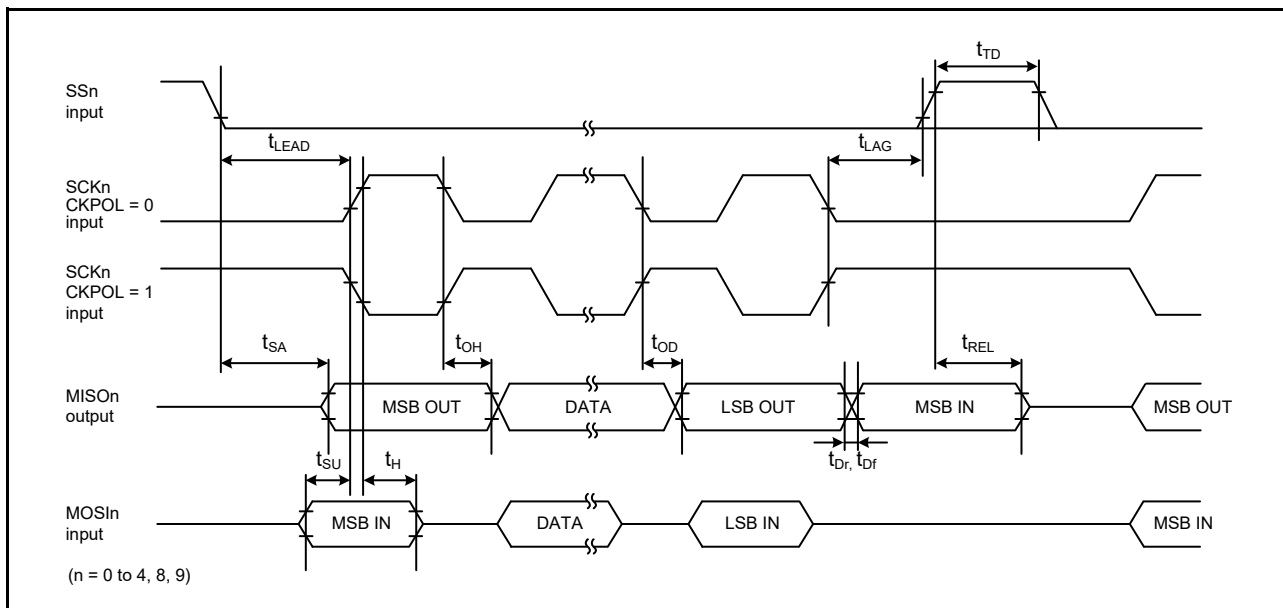 tTD
SSn
input
tLEAD
tLAG
SCKn
CKPOL = 0
input
SCKn
CKPOL = 1
input
tSA
tOH
tOD
tREL
MISOn
output
MSB OUT
DATA
LSB OUT
MSB IN
MSB OUT
tSU
tH
tDr, tDf
MOSIn
input
MSB IN
DATA
LSB IN
MSB IN
(n = 0 to 4, 8, 9)